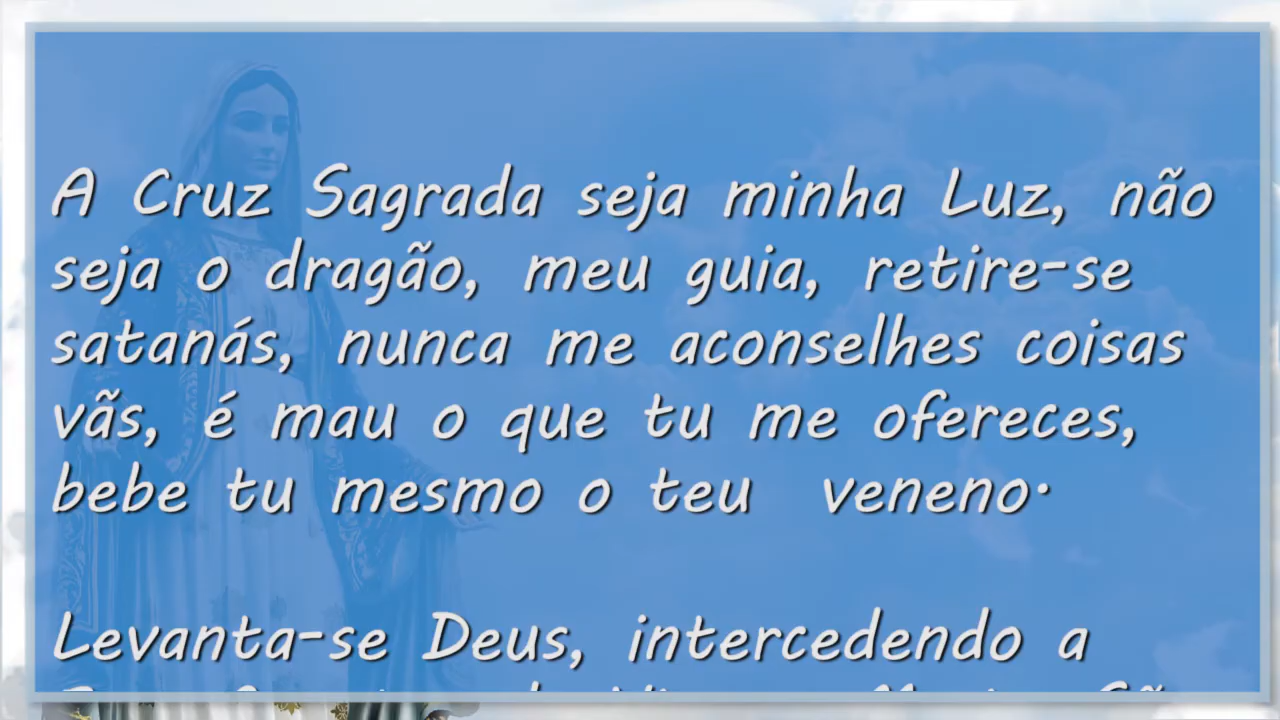 A Cruz Sagrada seja minha Luz, não
seja o dragão, meu guia, retire-se
satanás, nunca me aconselhes coisas
vãs, é mau o que tu me ofereces,
bebe tu mesmo o teu veneno.
Levanta-se Deus, intercedendo a